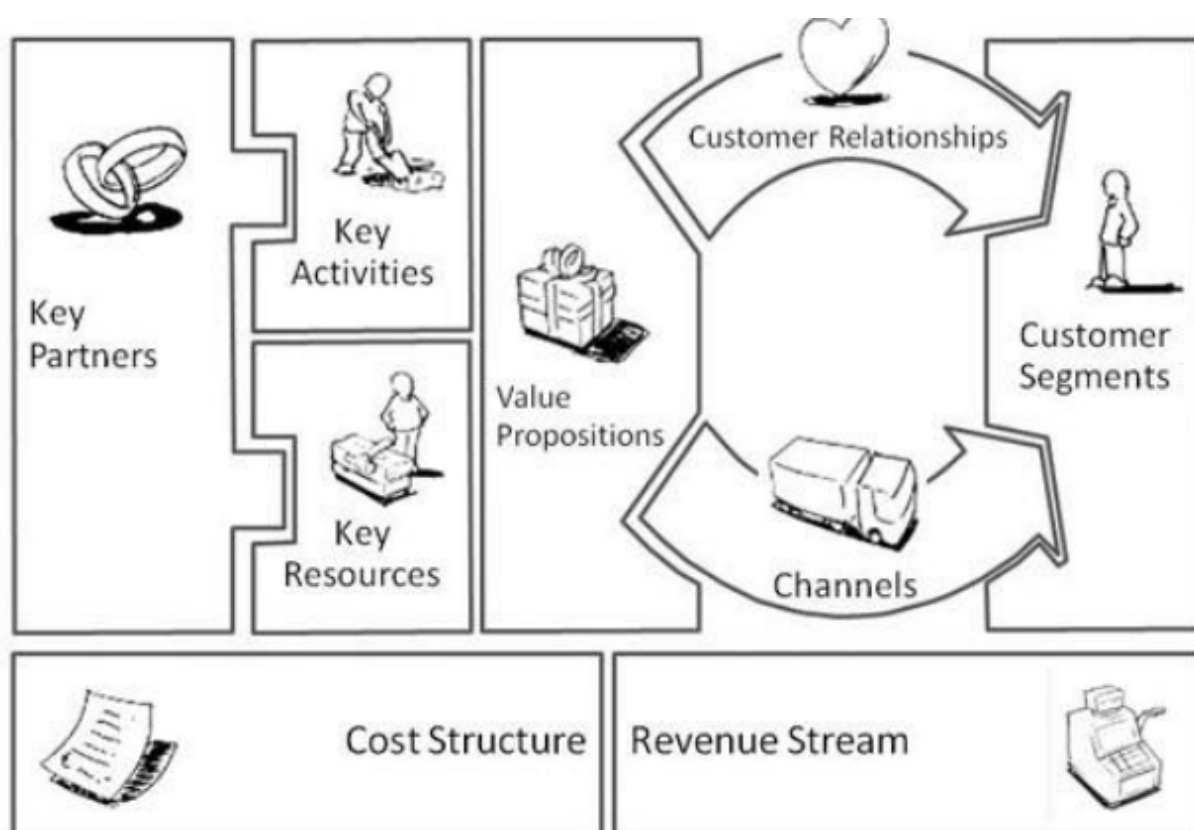 Key
Partners
Key
Activities
Key
Resources
Value
Propositions
Customer Relationships
Channels
Customer
Segments
Cost Structure
Revenue Stream